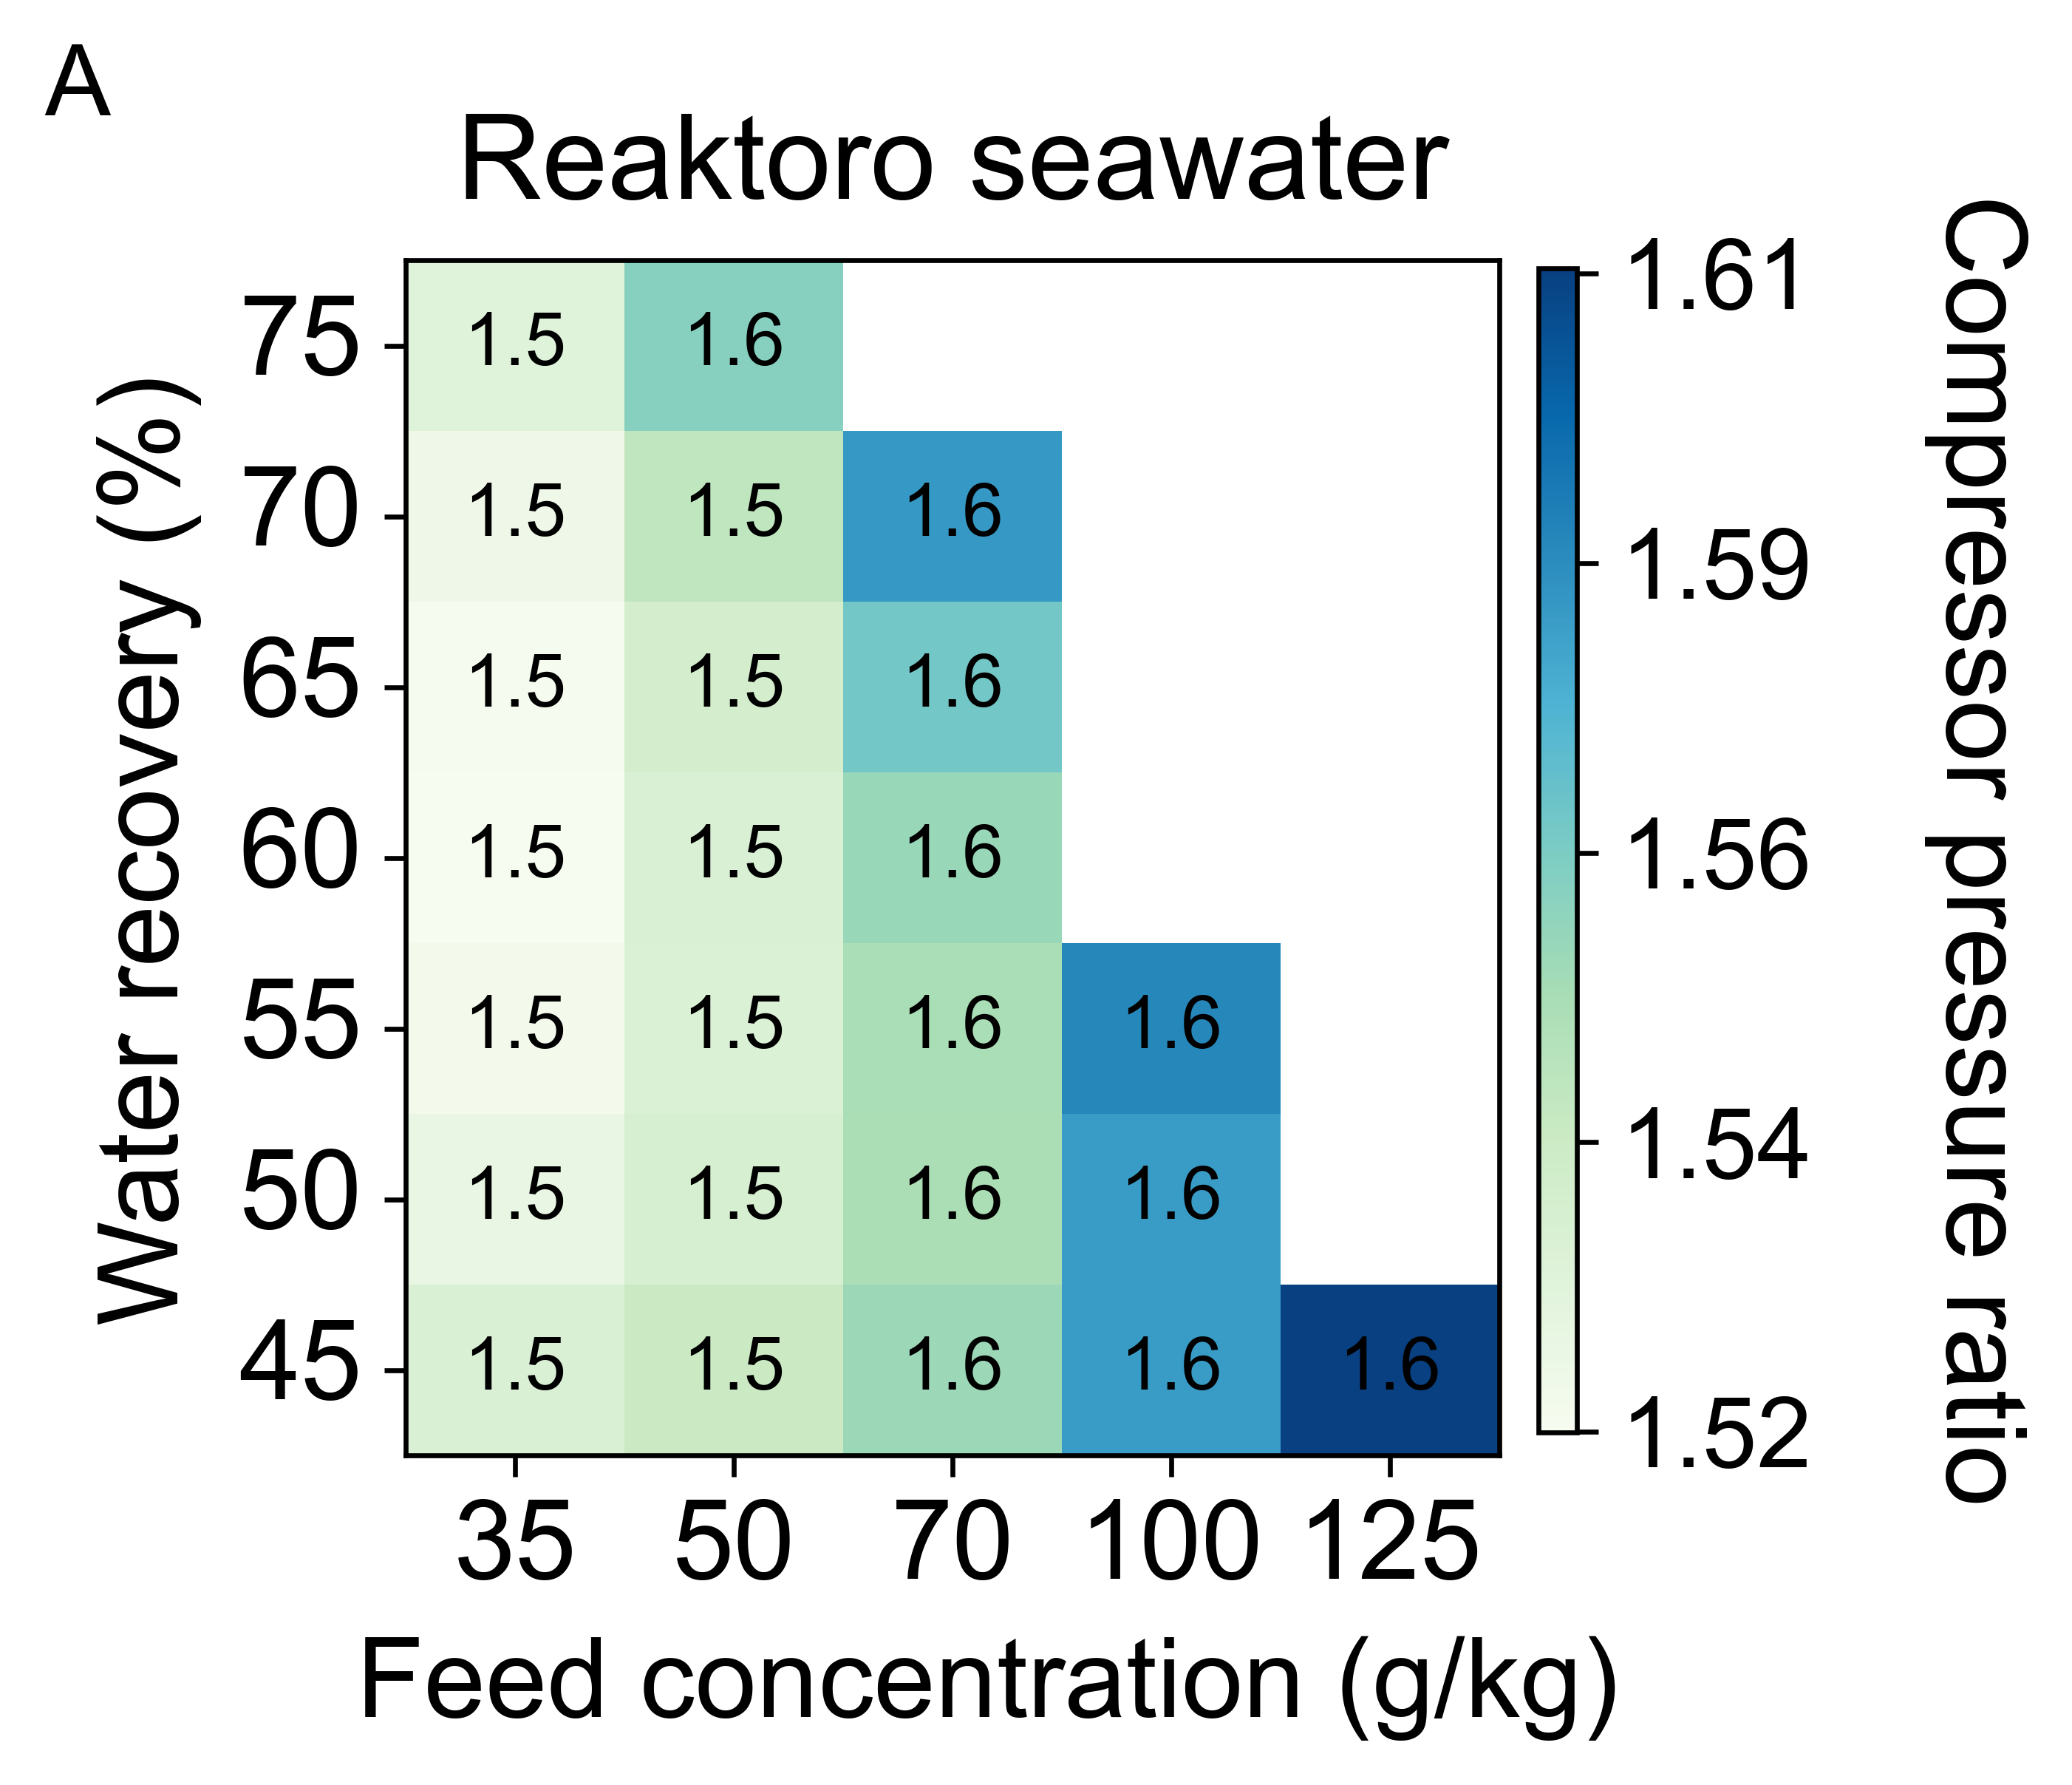 A
Reaktoro seawater
Water recovery (%)
75 1.5 1.6
70 1.5 1.5 1.6
65 1.5 1.5 1.6
60 1.5 1.5 1.6
55 1.5 1.5 1.6 1.6
50 1.5 1.5 1.6 1.6
45 1.5 1.5 1.6 1.6 1.6
35 50 70 100 125
Feed concentration (g/kg)
1.61
1.59
1.56
1.54
1.52
Compressor pressure ratio